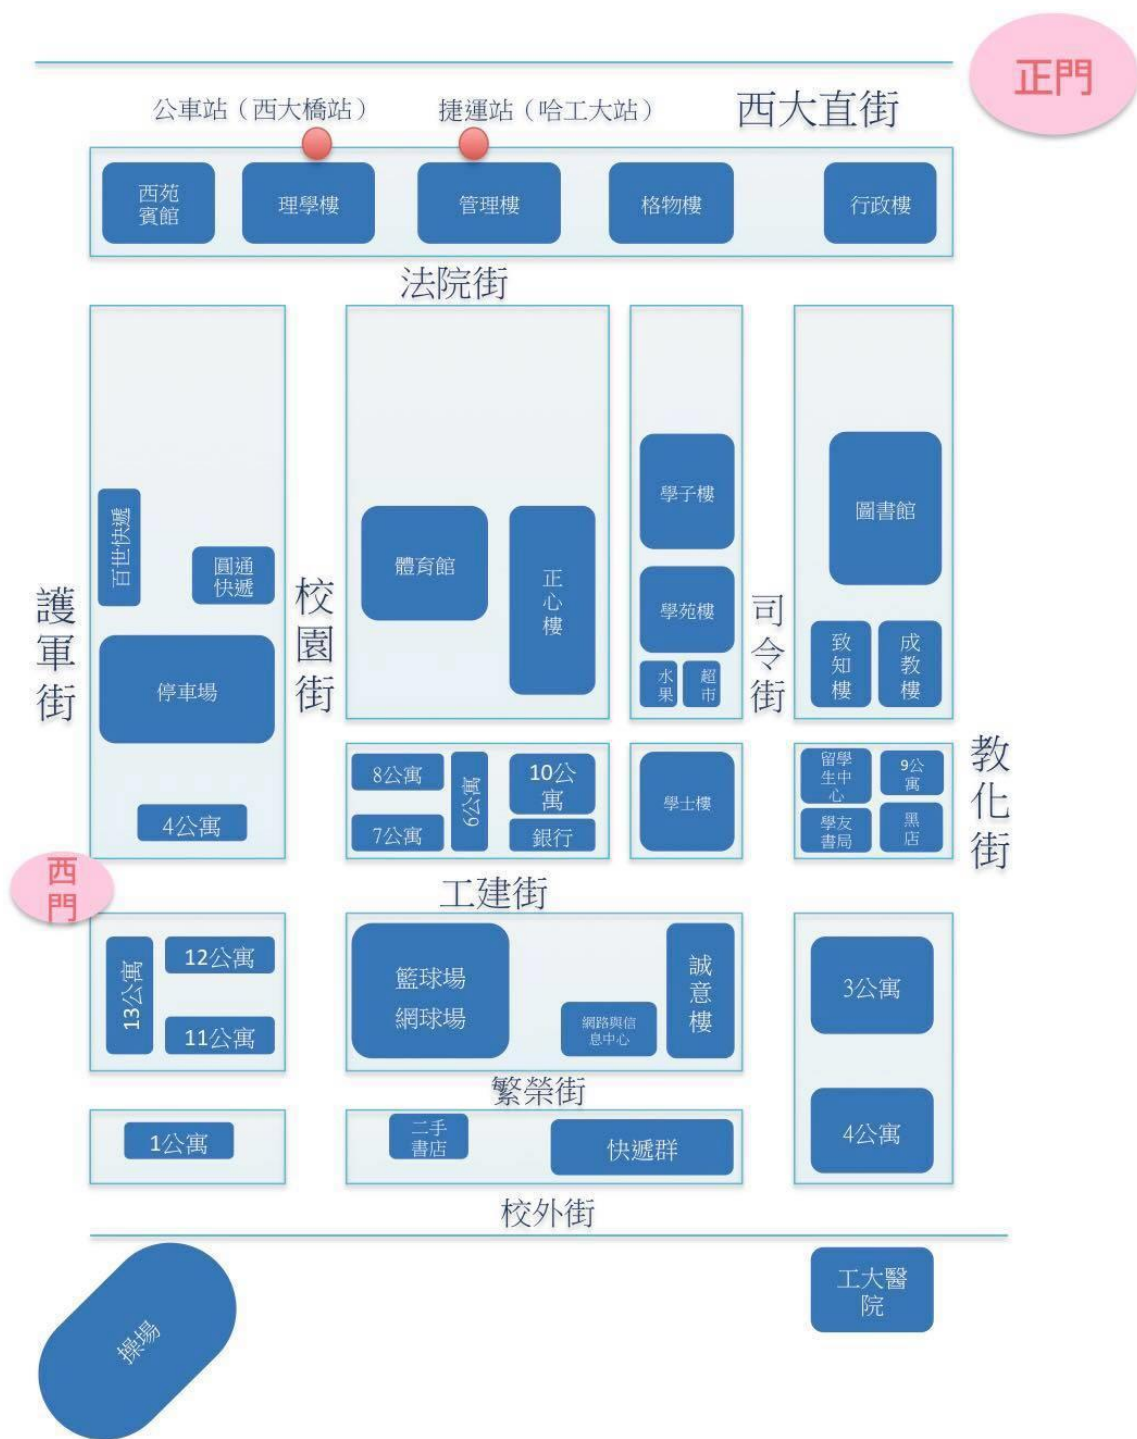 正門
公車站（西大橋站）
捷運站（哈工大站）
西大直街
西苑
賓館
理學樓
管理樓
格物樓
行政樓
法院街
護軍街
百世快遞
圓通
快遞
停車場
4公寓
校園街
體育館
正心樓
學子樓
學苑樓
水果
超市
司令街
圖書館
致知樓
成教樓
8公寓
7公寓
6公寓
10公
寓
銀行
學士樓
留學
生中
心
9公
寓
學友
書局
黑店
教化街
西門
工建街
13公寓
12公寓
11公寓
籃球場
網球場
網路與信
息中心
誠意樓
3公寓
繁榮街
1公寓
二手
書店
快遞群
4公寓
校外街
操場
工大醫
院